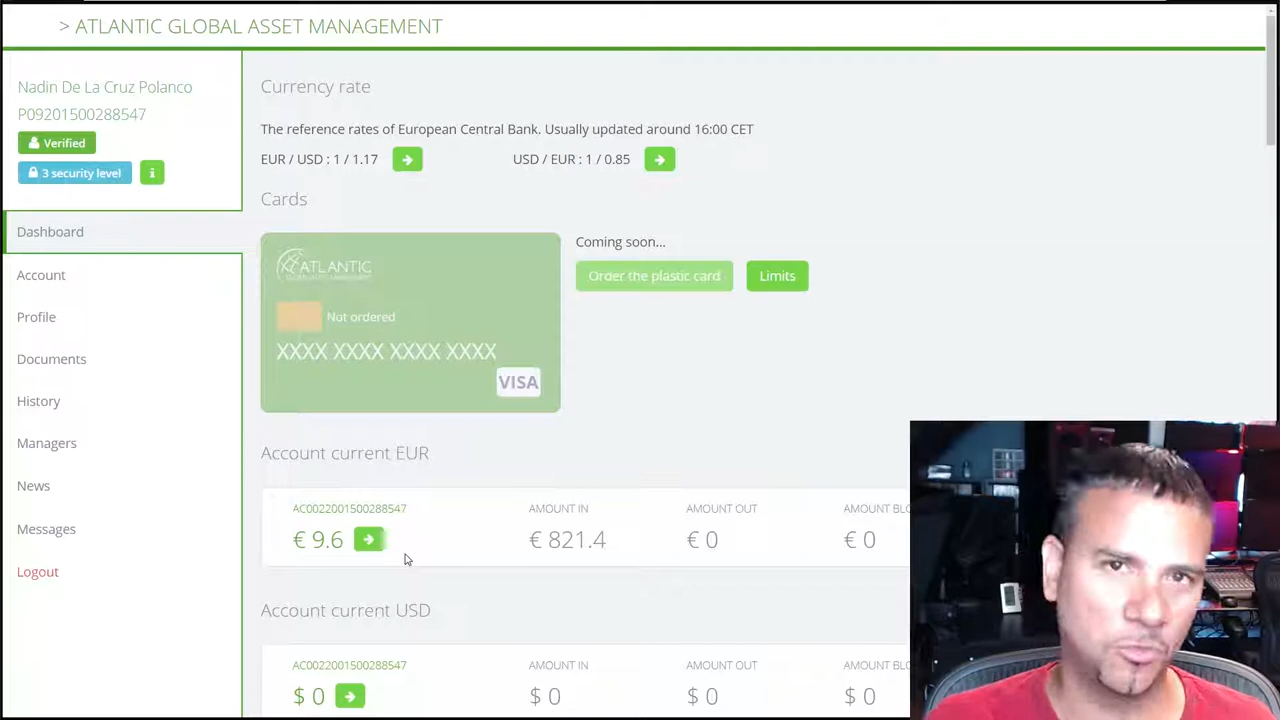 > ATLANTIC GLOBAL ASSET MANAGEMENT
Nadin De La Cruz Polanco
P09201500288547
Verified
3 security level
Dashboard
Account
Profile
Documents
History
Managers
News
Messages
Logout
Currency rate
The reference rates of European Central Bank. Usually updated around 16:00 CET
EUR / USD : 1 / 1.17
USD / EUR : 1 / 0.85
Cards
ATLANTIC
Not ordered
XXXX XXXX XXXX XXXX
VISA
Coming soon...
Order the plastic card
Limits
Account current EUR
AC0022001500288547
AMOUNT IN
AMOUNT OUT
AMOUNT BLO
€ 9.6
€ 821.4
€ 0
€ 0
Account current USD
AC0022001500288547
AMOUNT IN
AMOUNT OUT
AMOUNT BLO
$ 0
$ 0
$ 0
$ 0